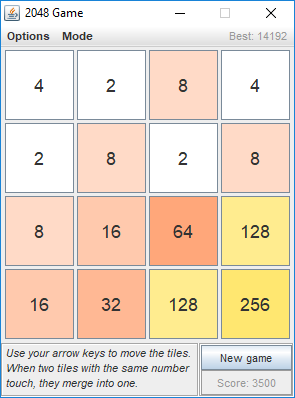 2048 Game
Options Mode Best: 14192
4 2 8 4
2 8 2 8
8 16 64 128
16 32 128 256
Use your arrow keys to move the tiles.
When two tiles with the same number
touch, they merge into one.
New game
Score: 3500